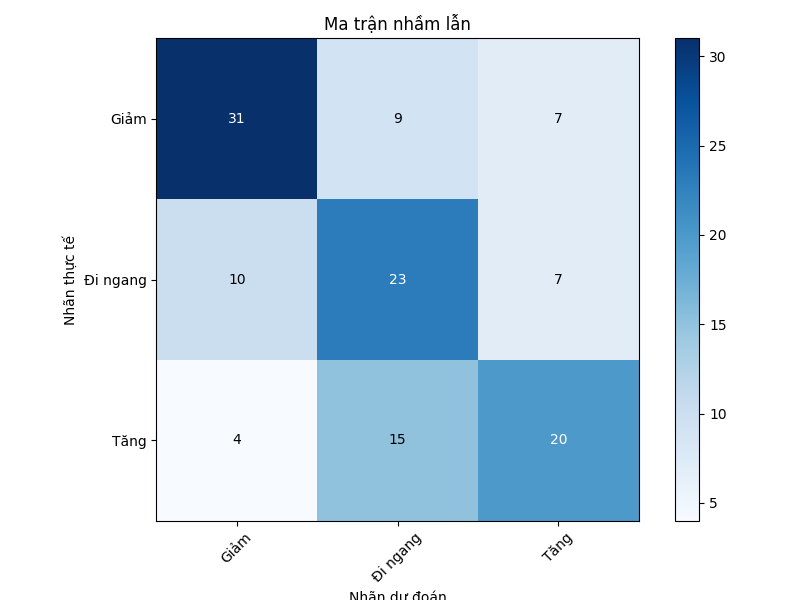 Ma trận nhầm lẫn
Nhãn thực tế
Giảm
31
9
7
Đi ngang
10
23
7
Tăng
4
15
20
Giảm
Đi ngang
Tăng
Nhãn dự đoán
30
25
20
15
10
5